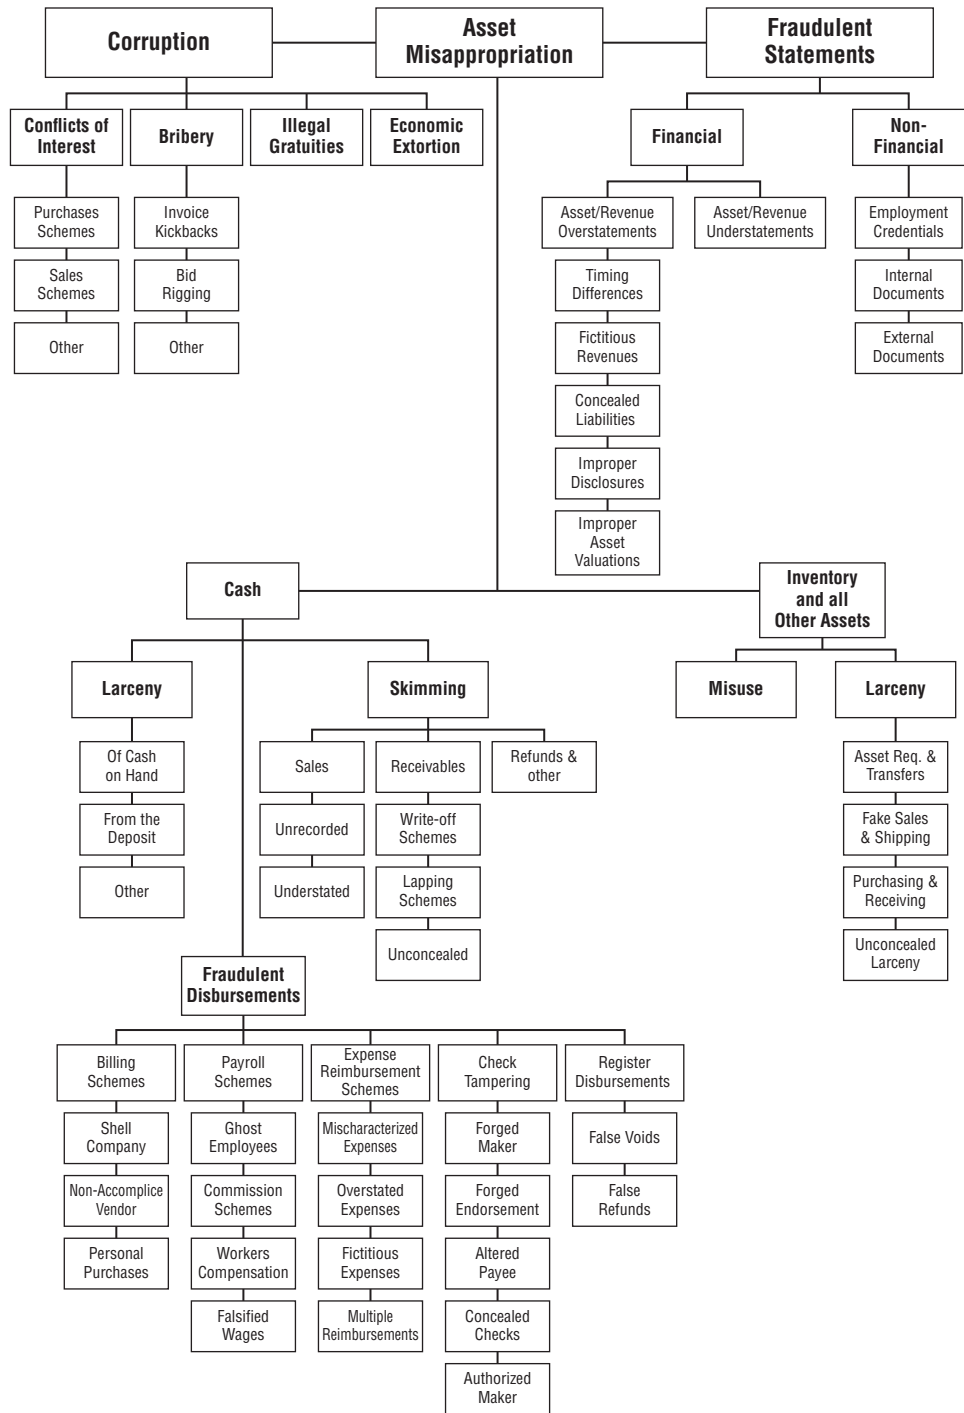 Corruption
Asset
Misappropriation
Fraudulent
Statements
Conflicts of
Interest
Bribery
Illegal
Gratuities
Economic
Extortion
Financial
Non-
Financial
Purchases
Schemes
Sales
Schemes
Other
Invoice
Kickbacks
Bid
Rigging
Other
Asset/Revenue
Overstatements
Timing
Differences
Fictitious
Revenues
Concealed
Liabilities
Improper
Disclosures
Improper
Asset
Valuations
Asset/Revenue
Understatements
Employment
Credentials
Internal
Documents
External
Documents
Cash
Inventory
and all
Other Assets
Larceny
Of Cash
on Hand
From the
Deposit
Other
Skimming
Sales
Unrecorded
Understated
Receivables
Write-off
Schemes
Lapping
Schemes
Unconcealed
Refunds &
other
Misuse
Larceny
Asset Req. &
Transfers
Fake Sales
& Shipping
Purchasing &
Receiving
Unconcealed
Larceny
Fraudulent
Disbursements
Billing
Schemes
Shell
Company
Non-Accomplice
Vendor
Personal
Purchases
Payroll
Schemes
Ghost
Employees
Commission
Schemes
Workers
Compensation
Falsified
Wages
Expense
Reimbursement
Schemes
Mischaracterized
Expenses
Overstated
Expenses
Fictitious
Expenses
Multiple
Reimbursements
Check
Tampering
Forged
Maker
Forged
Endorsement
Altered
Payee
Concealed
Checks
Authorized
Maker
Register
Disbursements
False Voids
False
Refunds